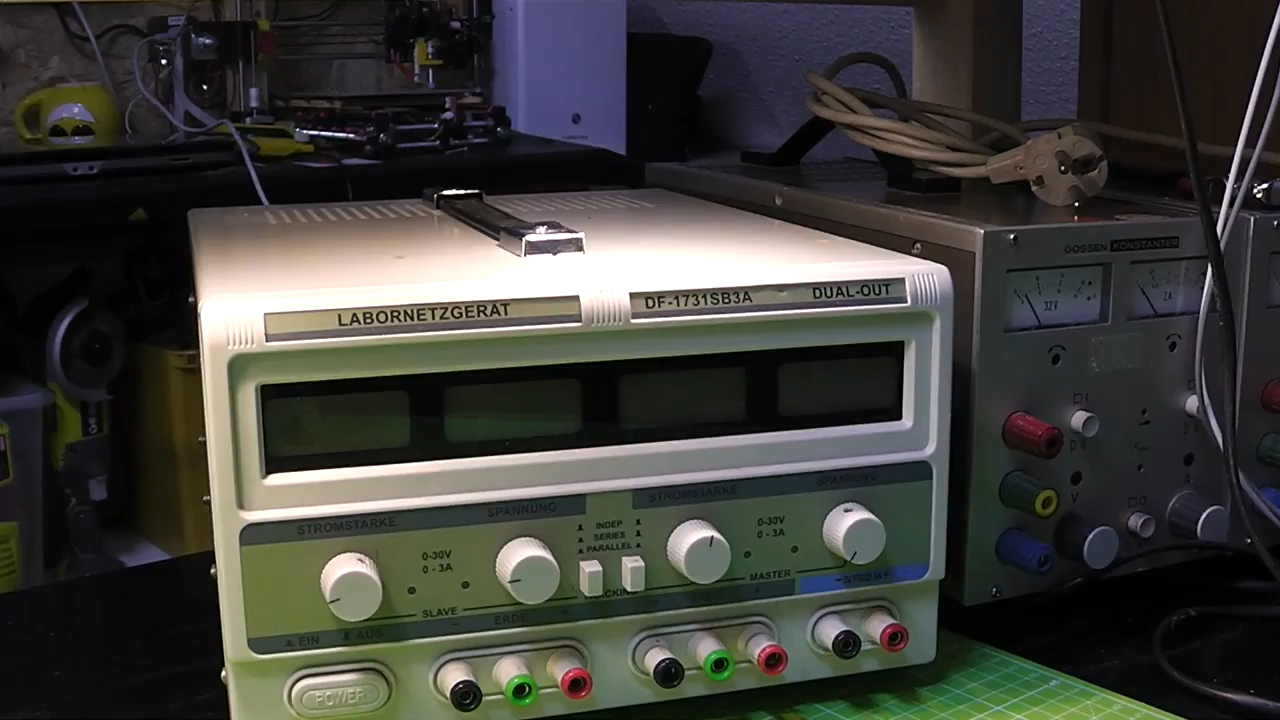 GOSSEN KONSTANTER
32V
LABORNETZGERÄT
DF-1731SB3A DUAL-OUT
STROMSTÄRKE SPANNUNG
STROMSTÄRKE SPANNUNG
INDEP
SERIES
PARALLEL
0-30V
0 - 3A
0-30V
0 - 3A
TRACKING
SLAVE
MASTER
EIN AUS
ERDE
POWER